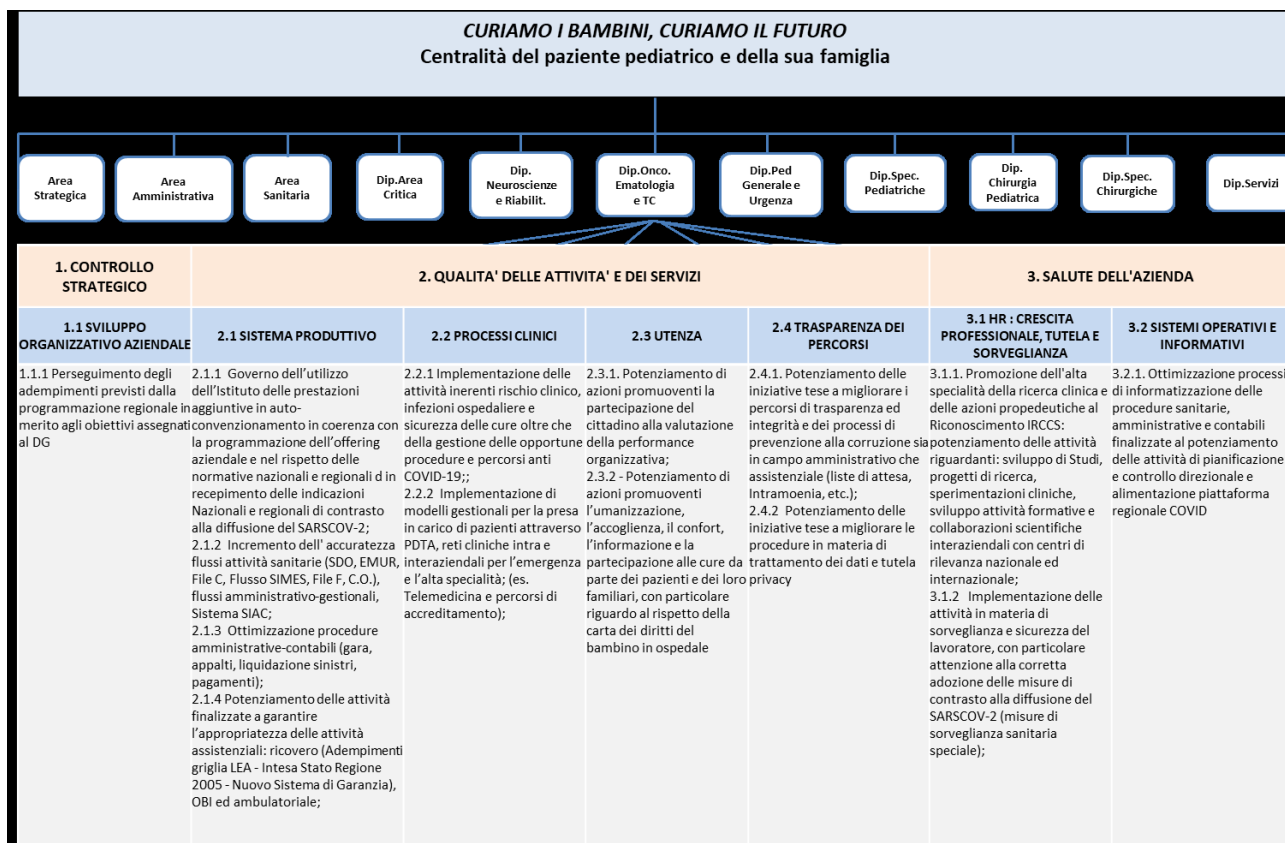 CURIAMO I BAMBINI, CURIAMO IL FUTURO
Centralità del paziente pediatrico e della sua famiglia
Area
Strategica
Area
Amministrativa
Area
Sanitaria
Dip.Area
Critica
Dip.
Neuroscienze
e Riabilit.
Dip.Onco.
Ematologia
e TC
Dip.Ped
Generale e
Urgenza
Dip.Spec.
Pediatriche
Dip.
Chirurgia
Pediatrica
Dip.Spec.
Chirurgiche
Dip.Servizi
1. CONTROLLO
STRATEGICO
2. QUALITA' DELLE ATTIVITA' E DEI SERVIZI
3. SALUTE DELL'AZIENDA
1.1 SVILUPPO
ORGANIZZATIVO AZIENDALE
2.1 SISTEMA PRODUTTIVO
2.2 PROCESSI CLINICI
2.3 UTENZA
2.4 TRASPARENZA DEI
PERCORSI
3.1 HR : CRESCITA
PROFESSIONALE, TUTELA E
SORVEGLIANZA
3.2 SISTEMI OPERATIVI E
INFORMATIVI
1.1.1 Perseguimento degli
adempimenti previsti dalla
programmazione regionale in
merito agli obiettivi assegnati
al DG
2.1.1 Governo dell'utilizzo
dell'Istituto delle prestazioni
aggiuntive in auto-
convenzionamento in coerenza con
la programmazione dell'offering
aziendale e nel rispetto delle
normative nazionali e regionali d in
recepimento delle indicazioni
Nazionali e regionali di contrasto
alla diffusione del SARSCOV-2;
2.1.2 Incremento dell' accuratezza
flussi attività sanitarie (SDO, EMUR,
File C, Flusso SIMES, File F, C.O.),
flussi amministrativo-gestionali,
Sistema SIAC;
2.1.3 Ottimizzazione procedure
amministrative-contabili (gara,
appalti, liquidazione sinistri,
pagamenti);
2.1.4 Potenziamento delle attività
finalizzate a garantire
l'appropriatezza delle attività
assistenziali: ricovero (Adempimenti
griglia LEA - Intesa Stato Regione
2005 - Nuovo Sistema di Garanzia),
OBI ed ambulatoriale;
2.2.1 Implementazione delle
attività inerenti rischio clinico,
infezioni ospedaliere e
sicurezza delle cure oltre che
della gestione delle opportune
procedure e percorsi anti
COVID-19;;
2.2.2 Implementazione di
modelli gestionali per la presa
in carico di pazienti attraverso
PDTA, reti cliniche intra e
interaziendali per l'emergenza
e l'alta specialità; (es.
Telemedicina e percorsi di
accreditamento);
2.3.1. Potenziamento di
azioni promuoventi la
partecipazione del
cittadino alla valutazione
della performance
organizzativa;
2.3.2 - Potenziamento di
azioni promuoventi
l'umanizzazione,
l'accoglienza, il confort,
l'informazione e la
partecipazione alle cure da
parte dei pazienti e dei loro
familiari, con particolare
riguardo al rispetto della
carta dei diritti del
bambino in ospedale
2.4.1. Potenziamento delle
iniziative tese a migliorare i
percorsi di trasparenza ed
integrità e dei processi di
prevenzione alla corruzione sia
in campo amministrativo che
assistenziale (liste di attesa,
Intramoenia, etc.);
2.4.2 Potenziamento delle
iniziative tese a migliorare le
procedure in materia di
trattamento dei dati e tutela
privacy
3.1.1. Promozione dell'alta
specialità della ricerca clinica e
delle azioni propedeutiche al
Riconoscimento IRCCS:
potenziamento delle attività
riguardanti: sviluppo di Studi,
progetti di ricerca,
sperimentazioni cliniche,
sviluppo attività formative e
collaborazioni scientifiche
interaziendali con centri di
rilevanza nazionale ed
internazionale;
3.1.2 Implementazione delle
attività in materia di
sorveglianza e sicurezza del
lavoratore, con particolare
attenzione alla corretta
adozione delle misure di
contrasto alla diffusione del
SARSCOV-2 (misure di
sorveglianza sanitaria
speciale);
3.2.1. Ottimizzazione processi
di informatizzazione delle
procedure sanitarie,
amministrative e contabili
finalizzate al potenziamento
delle attività di pianificazione
e controllo direzionale e
alimentazione piattaforma
regionale COVID